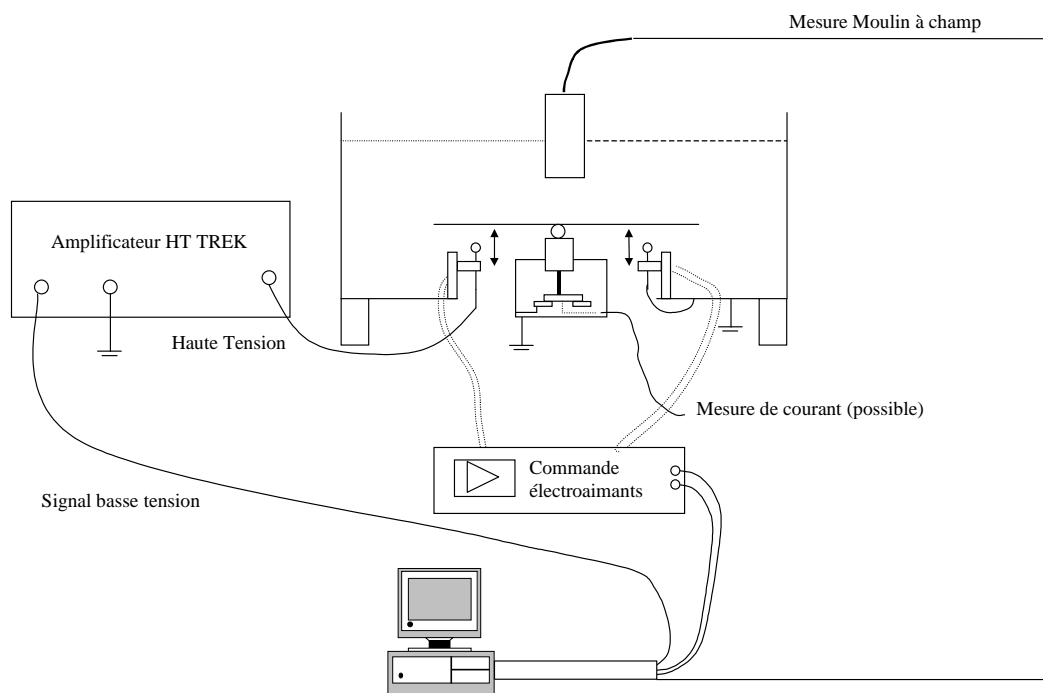 Mesure Moulin à champ
Amplificateur HT TREK
Haute Tension
Mesure de courant (possible)
Commande
électroaimants
Signal basse tension